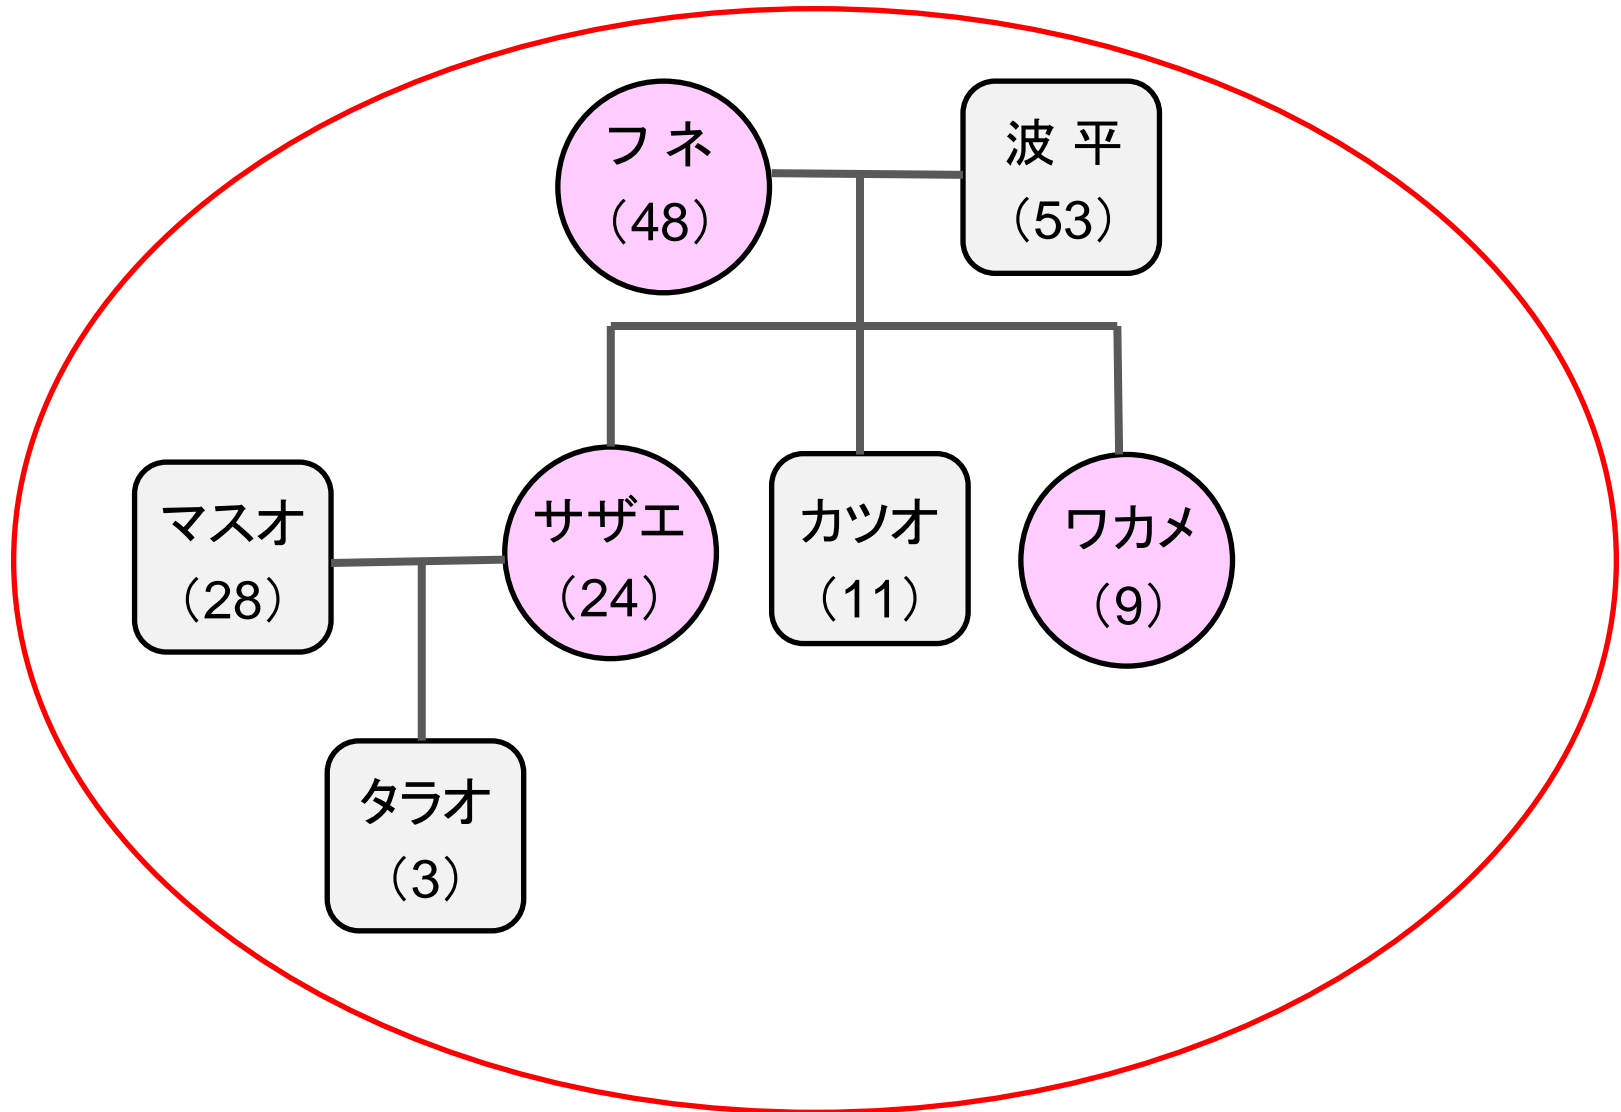 フ ネ
（48）
波 平
（53）
マスオ
（28）
サザエ
（24）
カツオ
（11）
ワカメ
（9）
タラオ
（3）